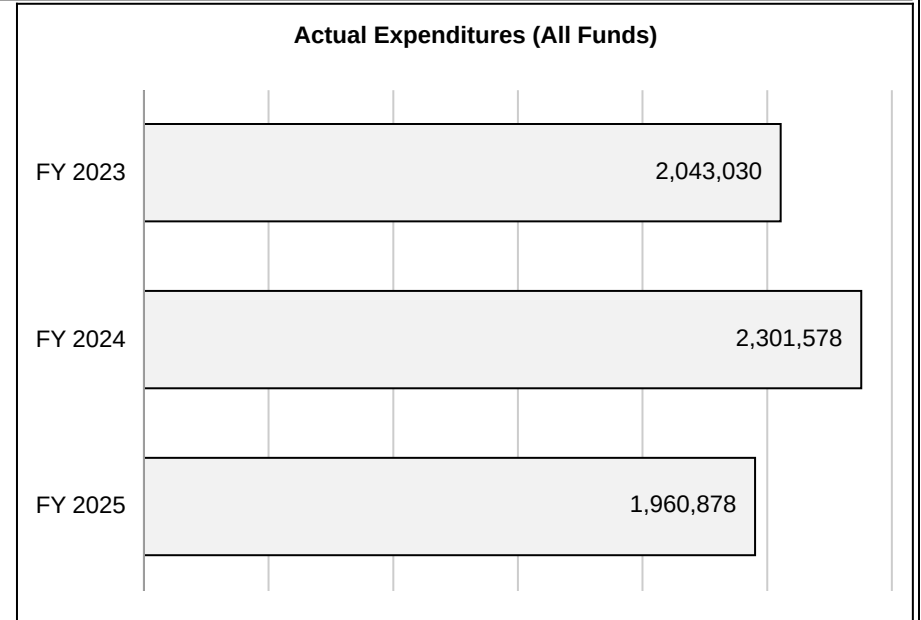 Actual Expenditures (All Funds)
FY 2023 2,043,030
FY 2024 2,301,578
FY 2025 1,960,878